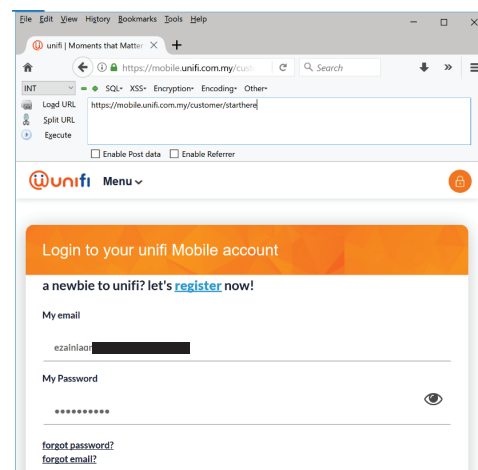 File Edit View History Bookmarks Tools Help
unifi | Moments that Matter
https://mobile.unifi.com.my/cust
Search
INT SQL- XSS- Encryption- Encoding- Other-
Load URL https://mobile.unifi.com.my/customer/starthere
Split URL
Execute
Enable Post data Enable Referrer
unifi Menu
Login to your unifi Mobile account
a newbie to unifi? let's register now!
My email
ezainiaor
My Password
forgot password?
forgot email?